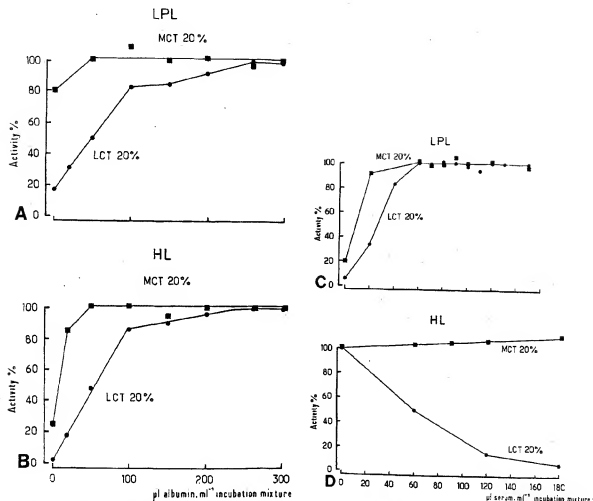 LPL
MCT 20%
100
80
60
40
20
0
Activity %
LCT 20%
A
HL
MCT 20%
100
80
60
40
20
0
Activity %
LCT 20%
B
0 100 200 300
µl albumin. ml⁻¹ incubation mixture
LPL
MCT 20%
100
80
60
40
20
0
Activity %
LCT 20%
C
HL
100
80
60
40
20
0
Activity %
MCT 20%
LCT 20%
D
0 20 40 60 80 100 120 140 160 180
µl serum. ml⁻¹ incubation mixture